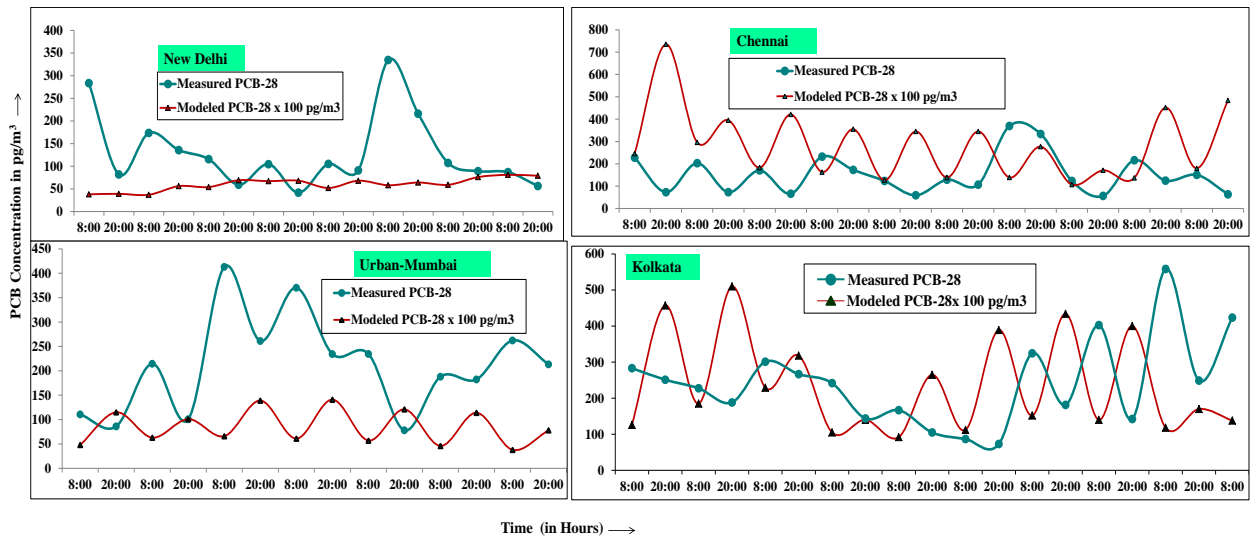 PCB Concentration in pg/m³
New Delhi
Measured PCB-28
Modeled PCB-28 x 100 pg/m3
400
350
300
250
200
150
100
50
0
8:00 20:00 8:00 20:00 8:00 20:00 8:00 20:00 8:00 20:00 8:00 20:00 8:00 20:00 8:00 20:00
Chennai
Measured PCB-28
Modeled PCB-28 x 100 pg/m3
800
700
600
500
400
300
200
100
0
8:00 20:00 8:00 20:00 8:00 20:00 8:00 20:00 8:00 20:00 8:00 20:00 8:00 20:00 8:00 20:00 8:00 20:00 8:00 20:00
Urban-Mumbai
Measured PCB-28
Modeled PCB-28 x 100 pg/m3
450
400
350
300
250
200
150
100
50
0
8:00 20:00 8:00 20:00 8:00 20:00 8:00 20:00 8:00 20:00 8:00 20:00 8:00 20:00
Kolkata
Measured PCB-28
Modeled PCB-28x 100 pg/m3
600
500
400
300
200
100
0
8:00 20:00 8:00 20:00 8:00 20:00 8:00 20:00 8:00 20:00 8:00 20:00 8:00 20:00 8:00 20:00 8:00 20:00 8:00
Time (in Hours)